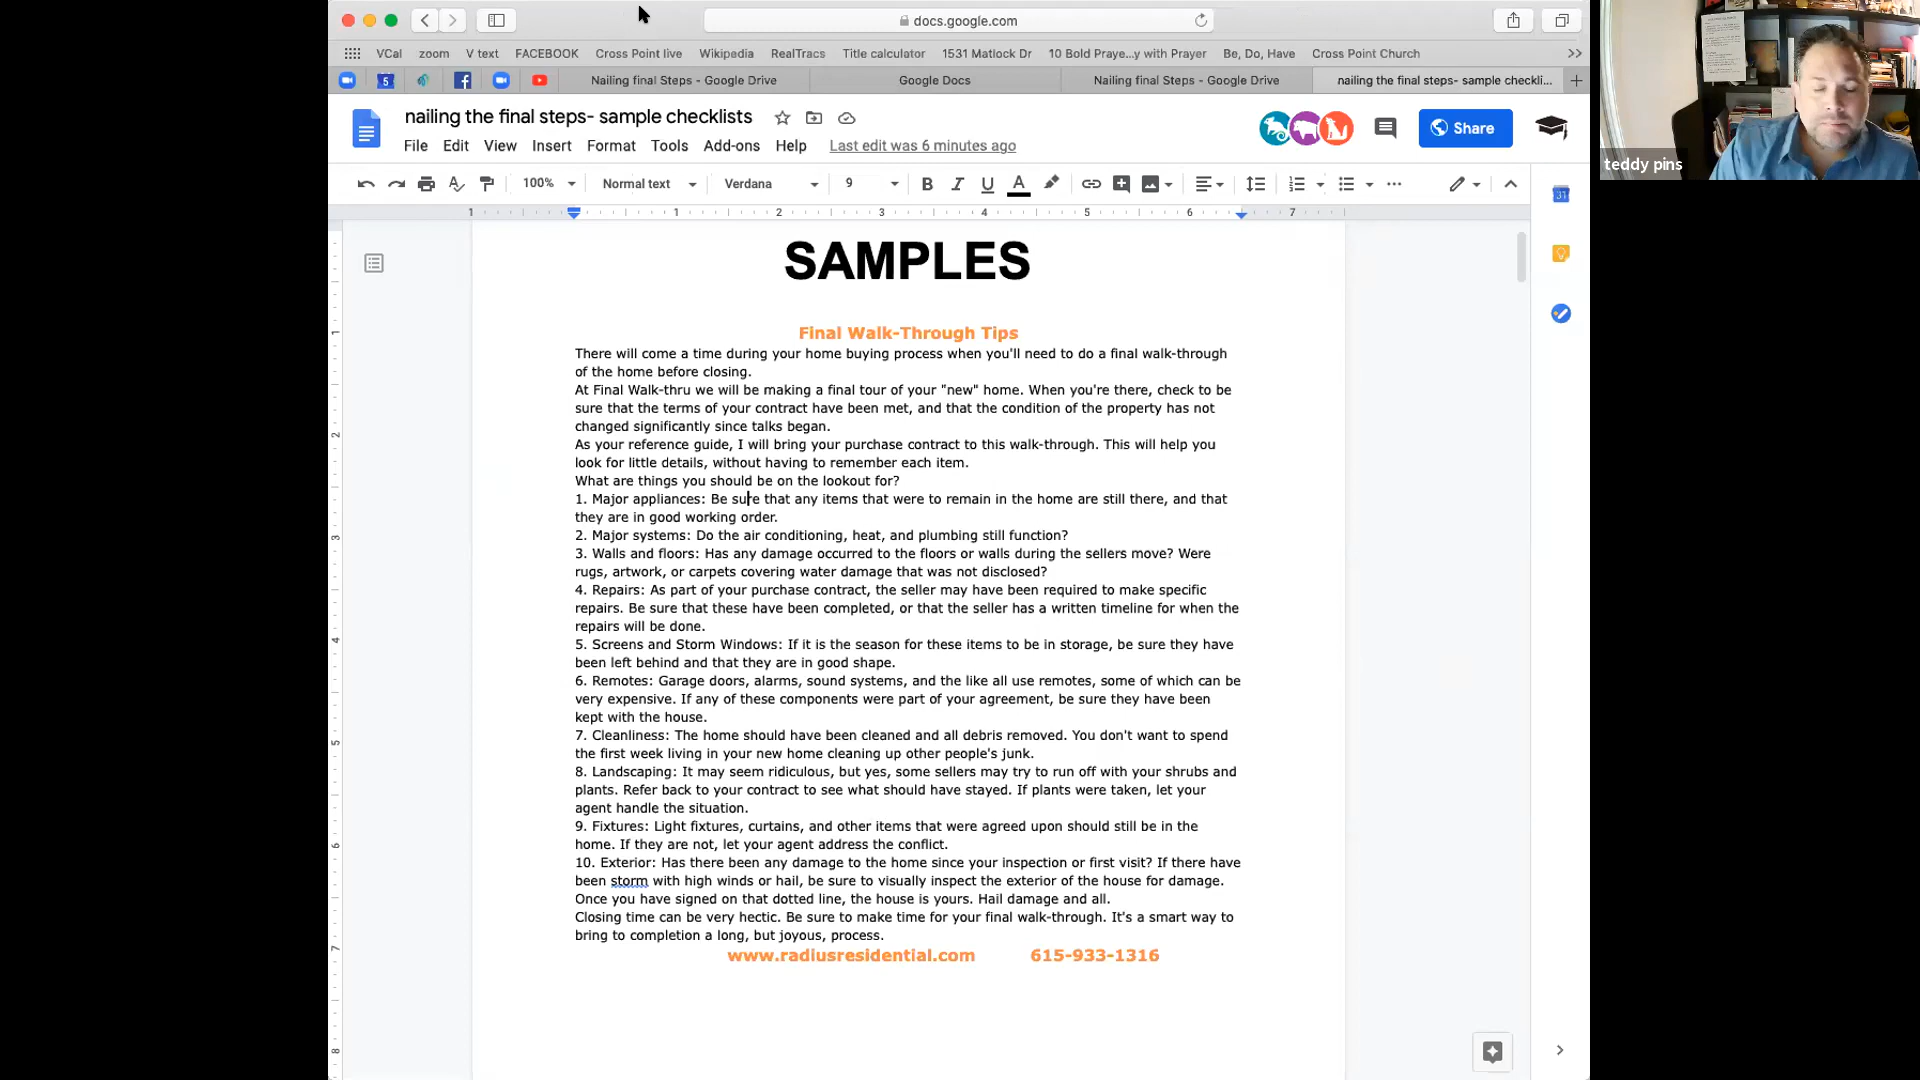 docs.google.com
VCal zoom V text FACEBOOK Cross Point live Wikipedia RealTracs Title calculator 1531 Matlock Dr 10 Bold Praye...y with Prayer Be, Do, Have Cross Point Church
5 Nailing final Steps - Google Drive Google Docs Nailing final Steps - Google Drive nailing the final steps- sample checkli...
nailing the final steps- sample checklists
Share
File Edit View Insert Format Tools Add-ons Help Last edit was 6 minutes ago
teddy pins
100% Normal text Verdana 9 B I U A
31
1 1 2 3 4 5 6 7
SAMPLES
Final Walk-Through Tips
There will come a time during your home buying process when you'll need to do a final walk-through
of the home before closing.
At Final Walk-thru we will be making a final tour of your "new" home. When you're there, check to be
sure that the terms of your contract have been met, and that the condition of the property has not
changed significantly since talks began.
As your reference guide, I will bring your purchase contract to this walk-through. This will help you
look for little details, without having to remember each item.
What are things you should be on the lookout for?
1. Major appliances: Be sure that any items that were to remain in the home are still there, and that
they are in good working order.
2. Major systems: Do the air conditioning, heat, and plumbing still function?
3. Walls and floors: Has any damage occurred to the floors or walls during the sellers move? Were
rugs, artwork, or carpets covering water damage that was not disclosed?
4. Repairs: As part of your purchase contract, the seller may have been required to make specific
repairs. Be sure that these have been completed, or that the seller has a written timeline for when the
repairs will be done.
5. Screens and Storm Windows: If it is the season for these items to be in storage, be sure they have
been left behind and that they are in good shape.
6. Remotes: Garage doors, alarms, sound systems, and the like all use remotes, some of which can be
very expensive. If any of these components were part of your agreement, be sure they have been
kept with the house.
7. Cleanliness: The home should have been cleaned and all debris removed. You don't want to spend
the first week living in your new home cleaning up other people's junk.
8. Landscaping: It may seem ridiculous, but yes, some sellers may try to run off with your shrubs and
plants. Refer back to your contract to see what should have stayed. If plants were taken, let your
agent handle the situation.
9. Fixtures: Light fixtures, curtains, and other items that were agreed upon should still be in the
home. If they are not, let your agent address the conflict.
10. Exterior: Has there been any damage to the home since your inspection or first visit? If there have
been storm with high winds or hail, be sure to visually inspect the exterior of the house for damage.
Once you have signed on that dotted line, the house is yours. Hail damage and all.
Closing time can be very hectic. Be sure to make time for your final walk-through. It's a smart way to
bring to completion a long, but joyous, process.
www.radiusresidential.com 615-933-1316
1
2
3
4
5
6
7
8